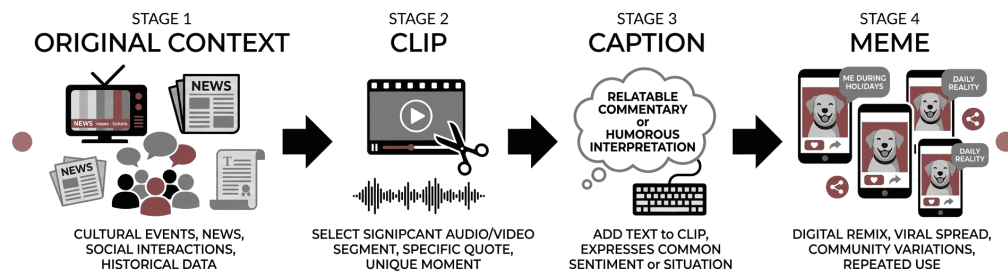 STAGE 1
ORIGINAL CONTEXT
NEWS
NEWS -news - tickets
NEWS
T
CULTURAL EVENTS, NEWS,
SOCIAL INTERACTIONS,
HISTORICAL DATA
STAGE 2
CLIP
SELECT SIGNIPCANT AUDIO/VIDEO
SEGMENT, SPECIFIC QUOTE,
UNIQUE MOMENT
STAGE 3
CAPTION
RELATABLE
COMMENTARY
or
HUMOROUS
INTERPRETATION
ADD TEXT to CLIP,
EXPRESSES COMMON
SENTIMENT or SITUATION
STAGE 4
MEME
ME DURING
HOLIDAYS
DAILY
REALITY
DAILY
REALITY
DIGITAL REMIX, VIRAL SPREAD,
COMMUNITY VARIATIONS,
REPEATED USE